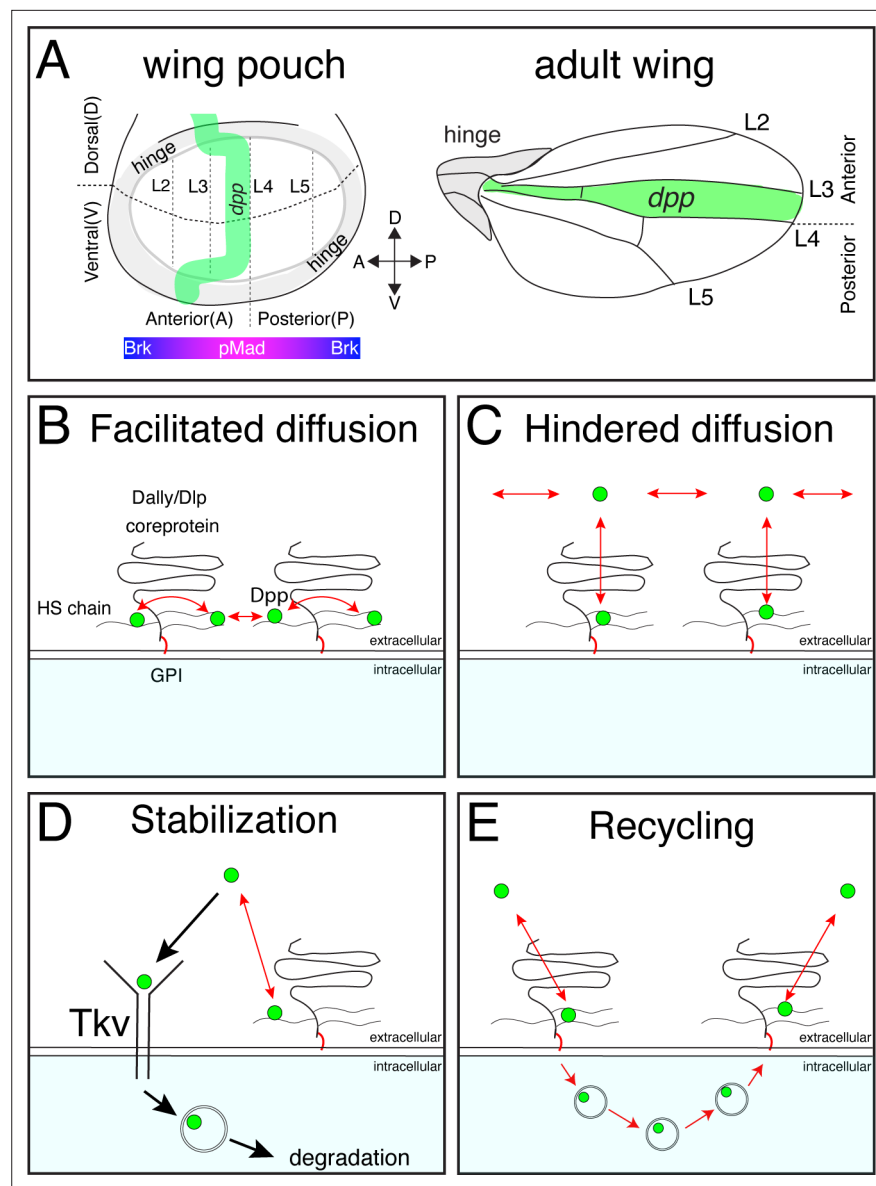 A
wing pouch
adult wing
Dorsal(D)
Ventral(V)
hinge
L2
L3
dpp
L4
L5
hinge
Anterior(A)
Posterior(P)
Brk
pMad
Brk
D
A
P
V
hinge
L2
dpp
L3
L4
L5
Anterior
Posterior
B
Facilitated diffusion
Dally/Dlp
coreprotein
HS chain
Dpp
extracellular
intracellular
GPI
C
Hindered diffusion
extracellular
intracellular
D
Stabilization
Tkv
extracellular
intracellular
degradation
E
Recycling
extracellular
intracellular